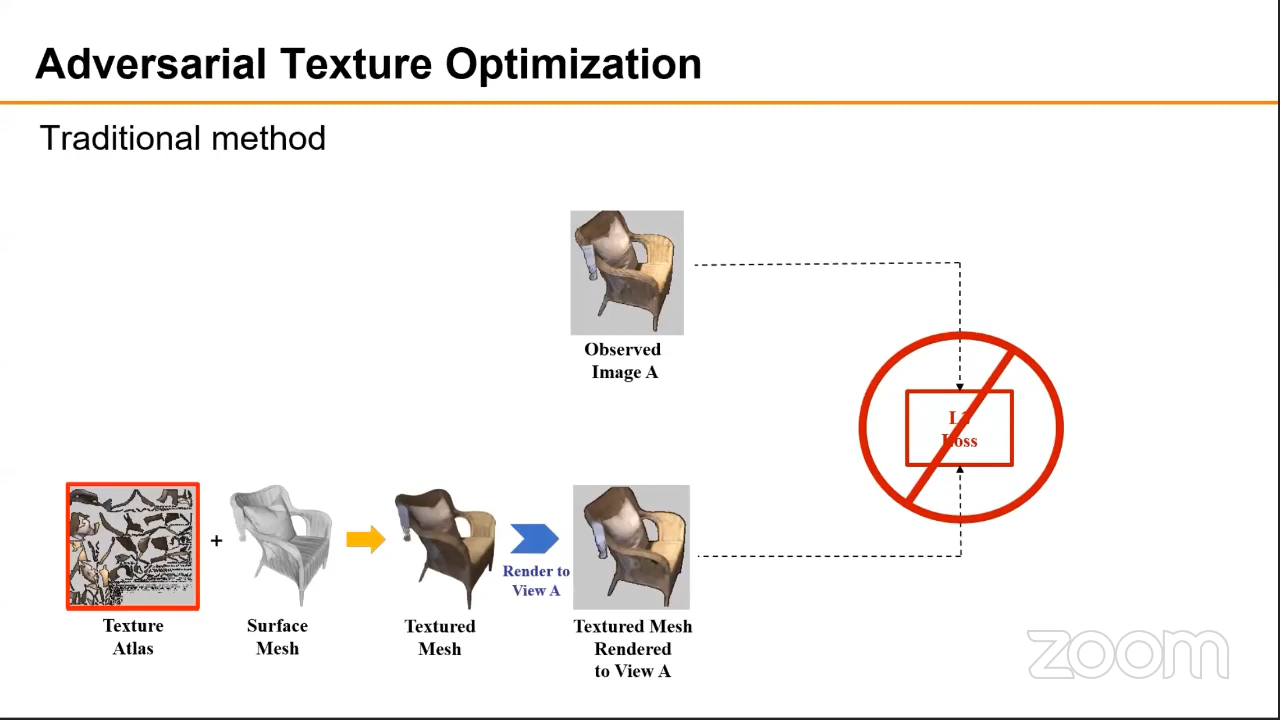 Adversarial Texture Optimization
Traditional method
Observed
Image A
Loss
Render to
View A
Texture
Atlas
+
Surface
Mesh
Textured
Mesh
Textured Mesh
Rendered
to View A
zoom